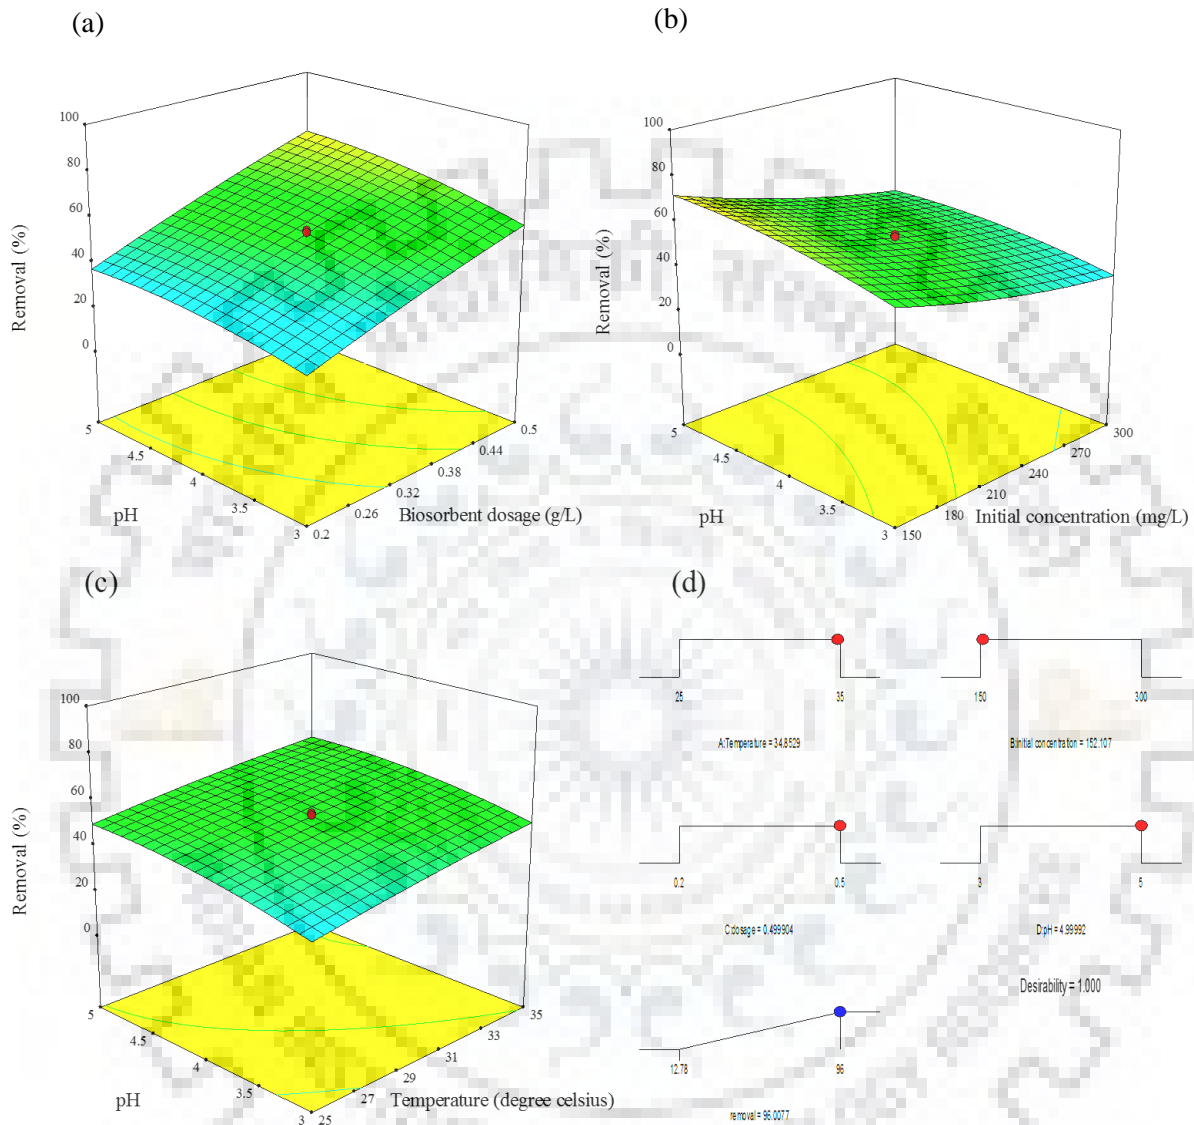 (a)
100
80
60
40
20
0
Removal (%)
5
4.5
4
3.5
3
pH
0.2
0.26
0.32
0.38
0.44
0.5
Biosorbent dosage (g/L)
(b)
100
80
60
40
20
0
Removal (%)
5
4.5
4
3.5
3
pH
150
180
210
240
270
300
Initial concentration (mg/L)
(c)
100
80
60
40
20
0
Removal (%)
5
4.5
4
3.5
3
pH
25
27
29
31
33
35
Temperature (degree celsius)
(d)
25 35
A:Temperature = 34.8529
150 300
B:initial concentration = 152.107
0.2 0.5
C:dosage = 0.499904
3 5
D:pH = 4.99992
Desirability = 1.000
12.78 96
removal = 96.0077